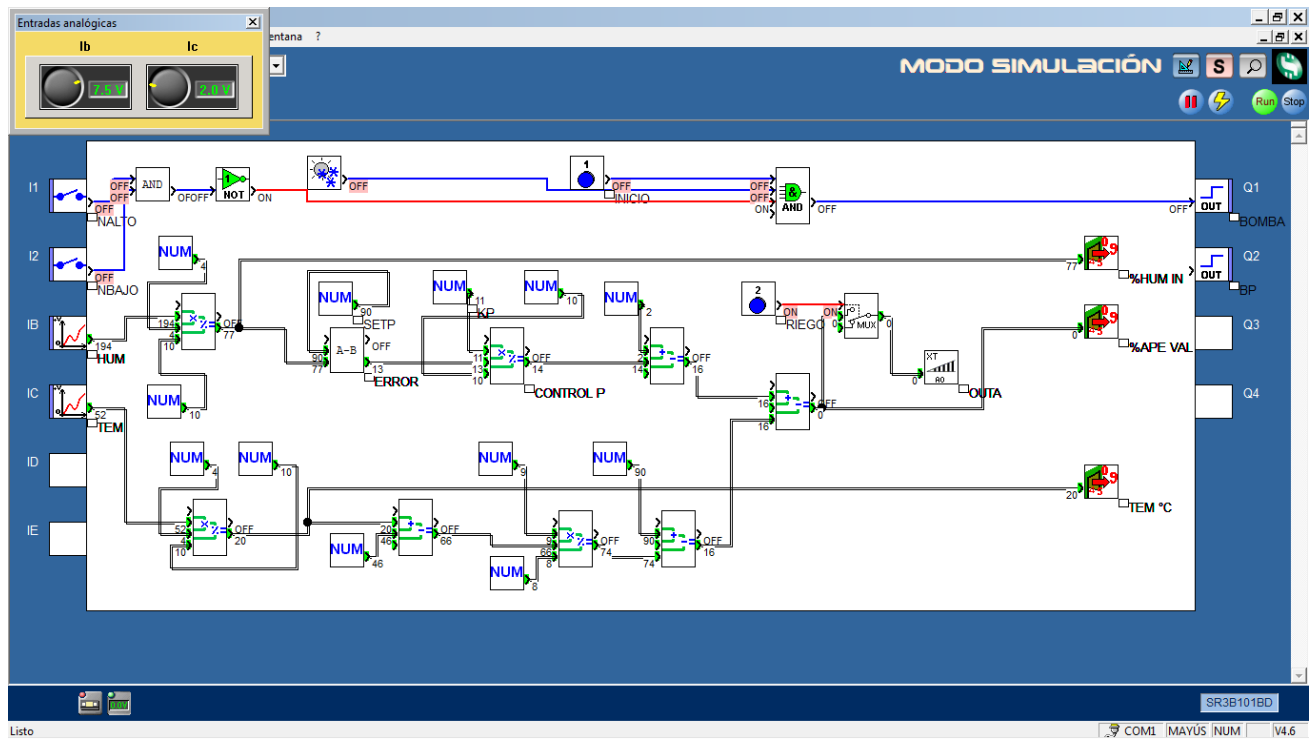 Entradas analógicas
entana ?
Ib Ic
7.5 V 2.0 V
MODO SIMULACIÓN
S
Run Stop
I1
OFF
OFF
OFF
NALTO
AND
OFOFF
NOT
ON
OFF
1
OFF
INICIO
OFF
OFF
ON
AND
OFF
OFF
OUT
Q1
BOMBA
I2
OFF
NBAJO
NUM
4
77
%HUM IN
OUT
Q2
BP
NUM
90
SETP
NUM
11
KP
NUM
10
NUM
2
2
ON
RIEGO
ON
0
MUX
0
IB
194
HUM
194
4
10
OFF
77
90
77
A-B
OFF
13
ERROR
11
13
10
OFF
14
CONTROL P
2
14
OFF
16
0
%APE VAL
Q3
XT
A0
0
OUTA
IC
52
TEM
NUM
10
16
16
OFF
0
Q4
ID
NUM
4
NUM
10
NUM
9
NUM
90
20
TEM °C
IE
52
4
10
OFF
20
NUM
46
20
46
OFF
66
NUM
8
9
66
8
OFF
74
90
74
OFF
16
0.0V
SR3B101BD
Listo
COM1 MAYÚS NUM V4.6